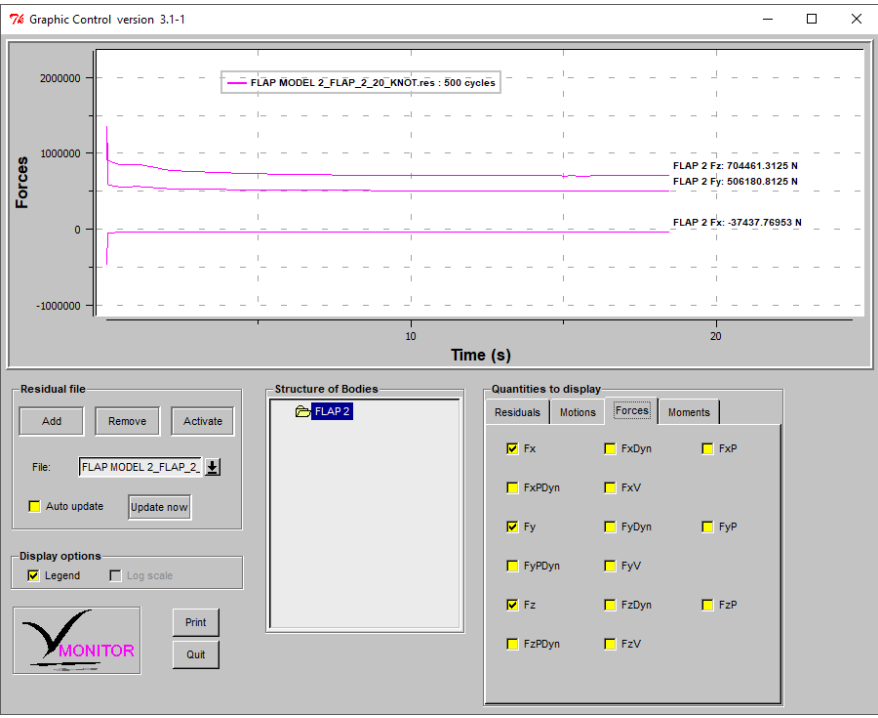 Graphic Control version 3.1-1
FLAP MODEL 2_FLAP_2_20_KNOT.res : 500 cycles
2000000
1000000
0
-1000000
Forces
FLAP 2 Fz: 704461.3125 N
FLAP 2 Fy: 506180.8125 N
FLAP 2 Fx: -37437.76953 N
10
20
Time (s)
Residual file
Add Remove Activate
File: FLAP MODEL 2_FLAP_2_
Auto update Update now
Display options
Legend Log scale
MONITOR
Print
Quit
Structure of Bodies
FLAP 2
Quantities to display
Residuals Motions Forces Moments
Fx FxDyn FxP
FxPDyn FxV
Fy FyDyn FyP
FyPDyn FyV
Fz FzDyn FzP
FzPDyn FzV